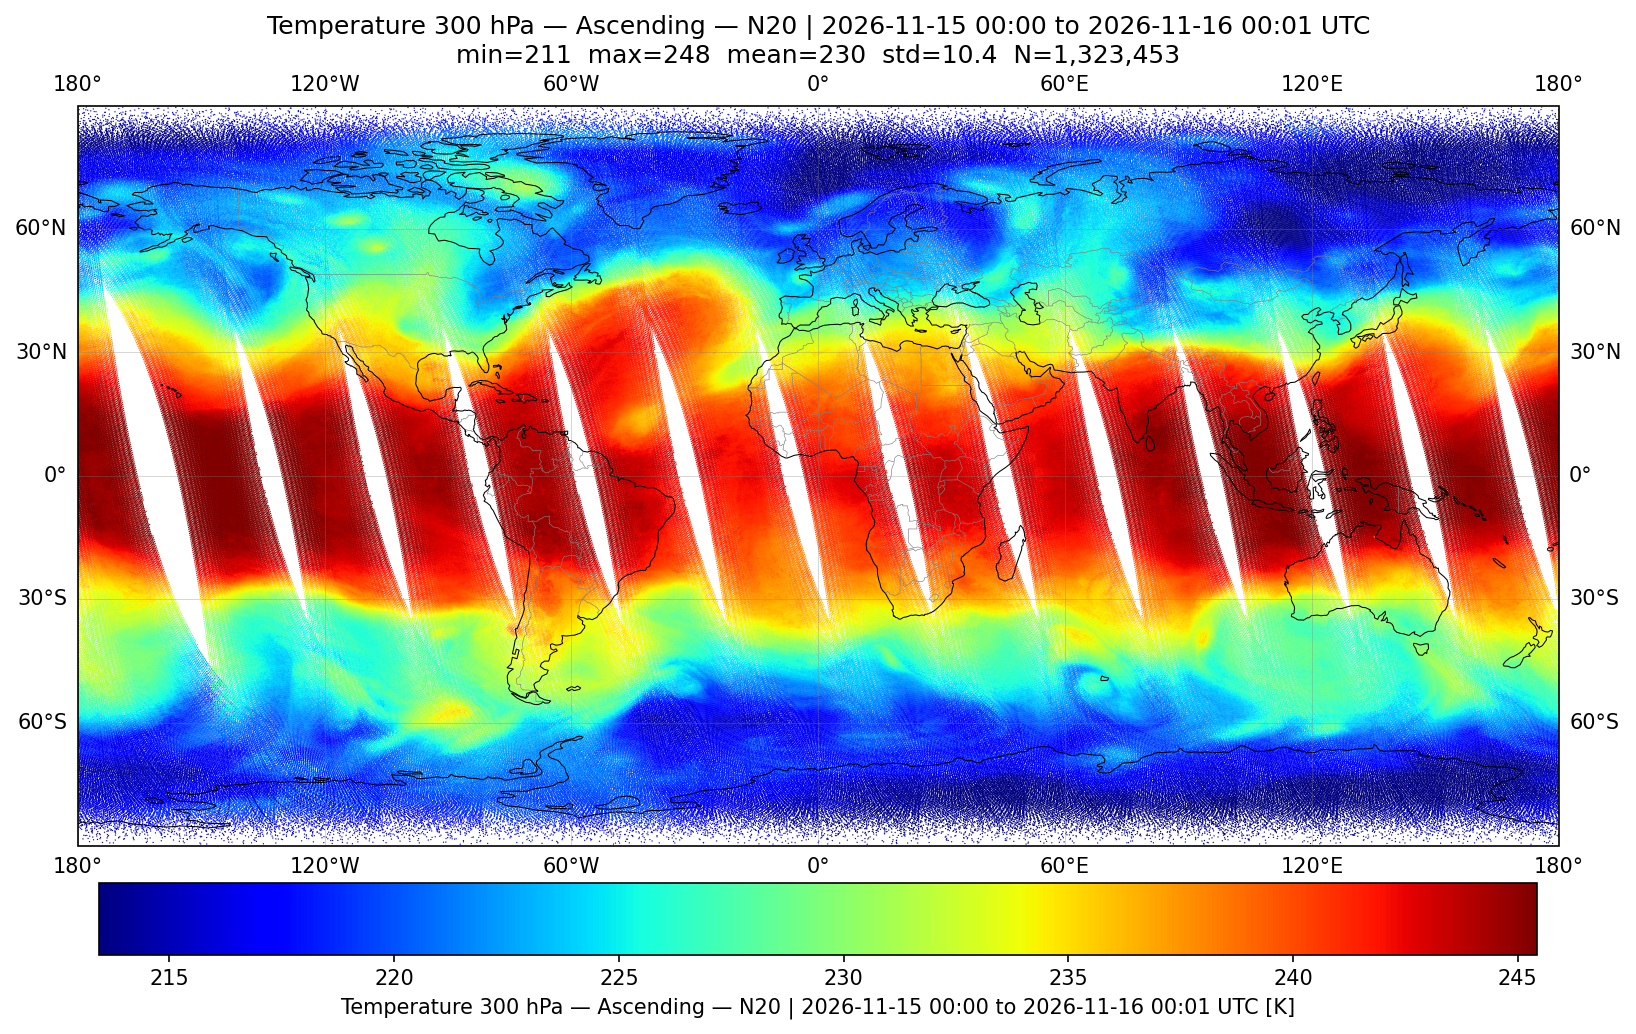 Temperature 300 hPa — Ascending — N20 | 2026-11-15 00:00 to 2026-11-16 00:01 UTC
min=211  max=248  mean=230  std=10.4  N=1,323,453
180° 120°W 60°W 0° 60°E 120°E 180°
60°N 60°N
30°N 30°N
0° 0°
30°S 30°S
60°S 60°S
180° 120°W 60°W 0° 60°E 120°E 180°
215 220 225 230 235 240 245
Temperature 300 hPa — Ascending — N20 | 2026-11-15 00:00 to 2026-11-16 00:01 UTC [K]